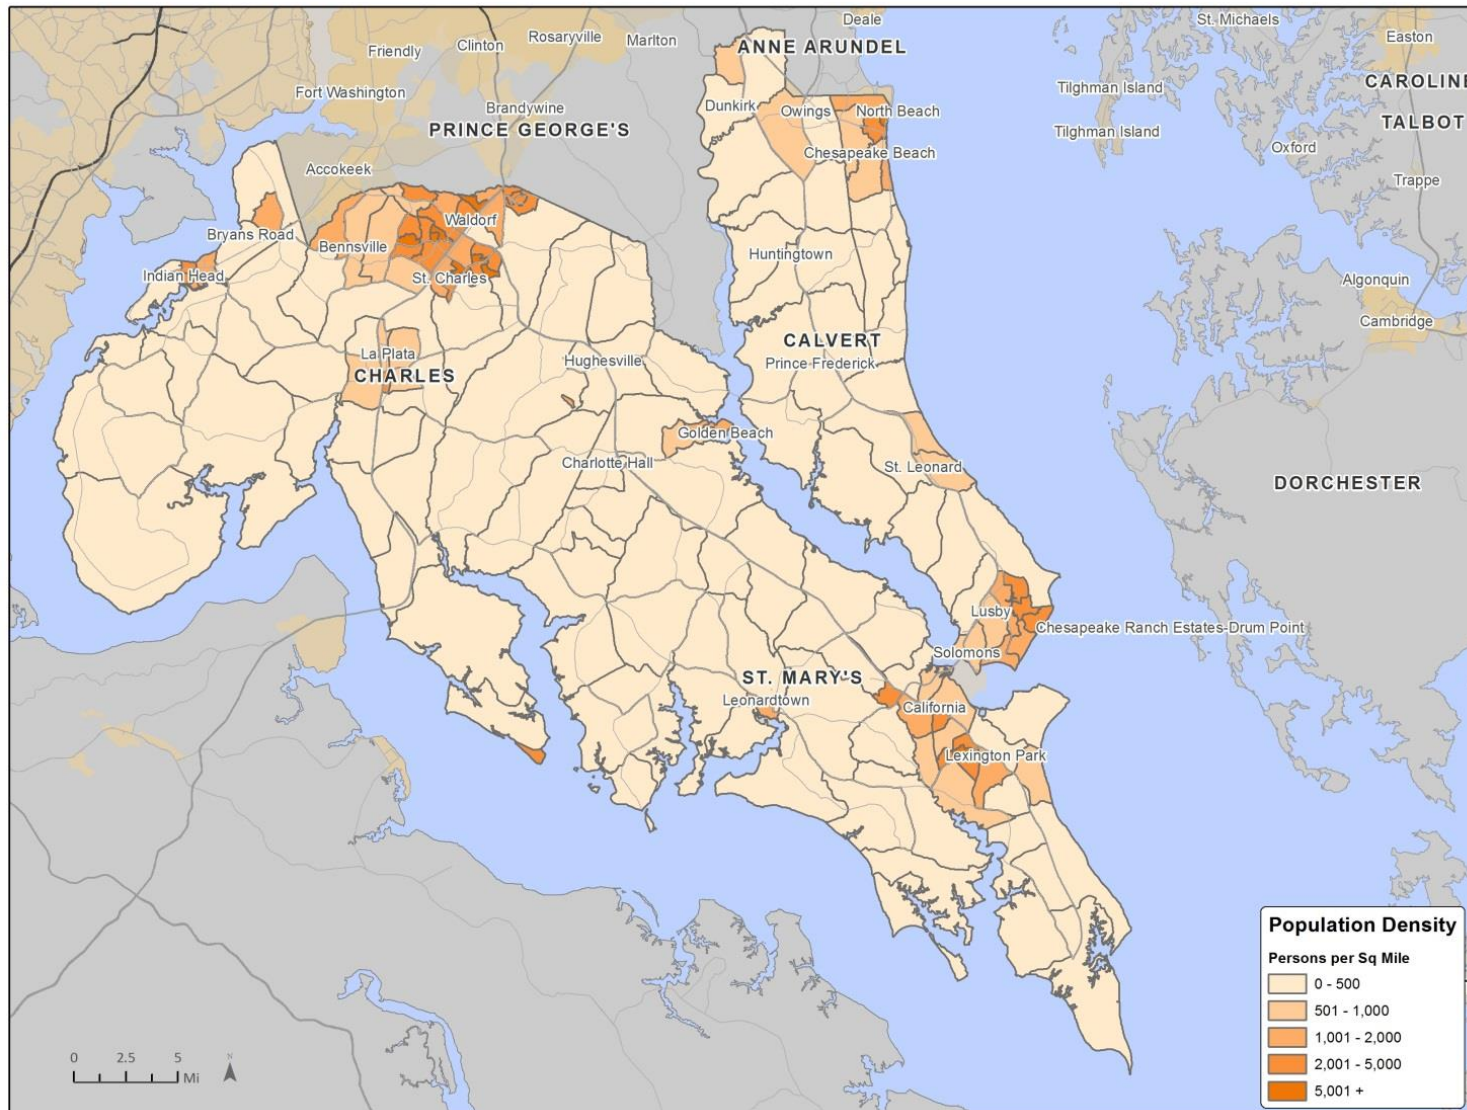 Deale
St. Michaels
Easton
Rosaryville
Marlton
Clinton
Friendly
ANNE ARUNDEL
CAROLINE
Fort Washington
Tilghman Island
Brandywine
Dunkirk
Owings
North Beach
TALBOT
PRINCE GEORGE'S
Tilghman Island
Oxford
Chesapeake Beach
Accokeek
Trappe
Waldorf
Bryans Road
Bennsville
Huntingtown
Indian Head
St. Charles
Algonquin
Cambridge
CALVERT
La Plata
Hughesville
Prince Frederick
CHARLES
Golden Beach
Charlotte Hall
St. Leonard
DORCHESTER
Lusby
Chesapeake Ranch Estates-Drum Point
Solomons
ST. MARY'S
Leonardtown
California
Lexington Park
Population Density
Persons per Sq Mile
0 - 500
501 - 1,000
1,001 - 2,000
2,001 - 5,000
5,001 +
N
0 2.5 5
Mi